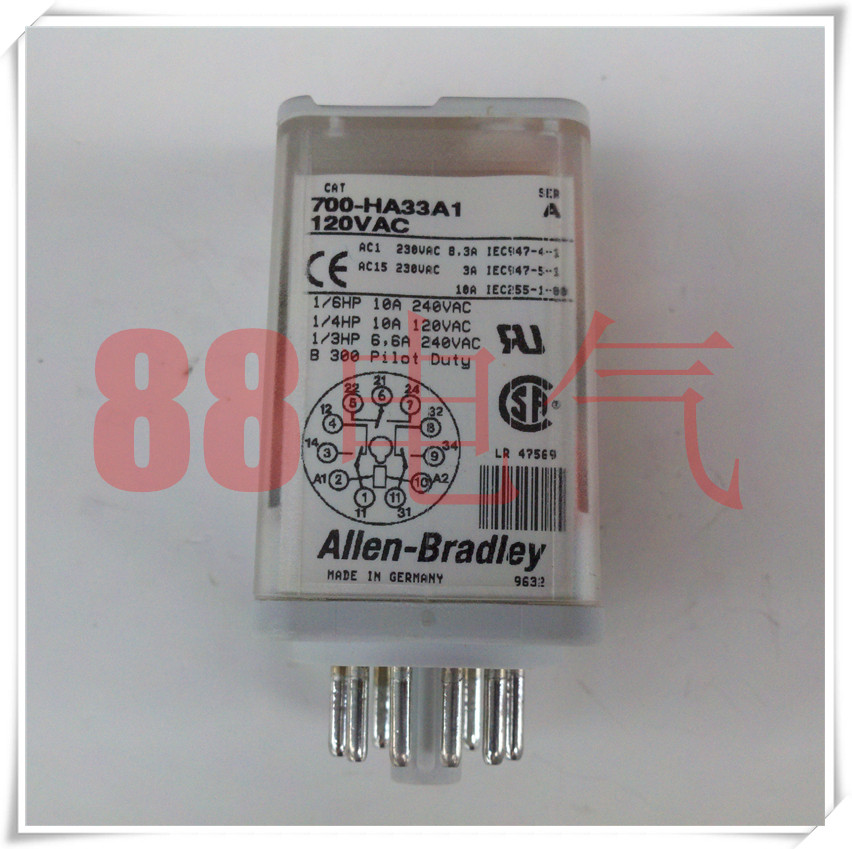 CAT SER
700-HA33A1 A
120VAC
AC1 230VAC 8.3A IEC947-4-1
CE AC15 230VAC 3A IEC947-5-1
10A IEC255-1-00
1/6HP 10A 240VAC
1/4HP 10A 120VAC
1/3HP 6,6A 240VAC
B 300 Pilot Duty
88电气
21
22 24
5 6 7
12 32
4 8
14 34
3 9
A1 2 10 A2
1 11
11 31
SA ®
LR 47569
Allen-Bradley
MADE IN GERMANY 9632